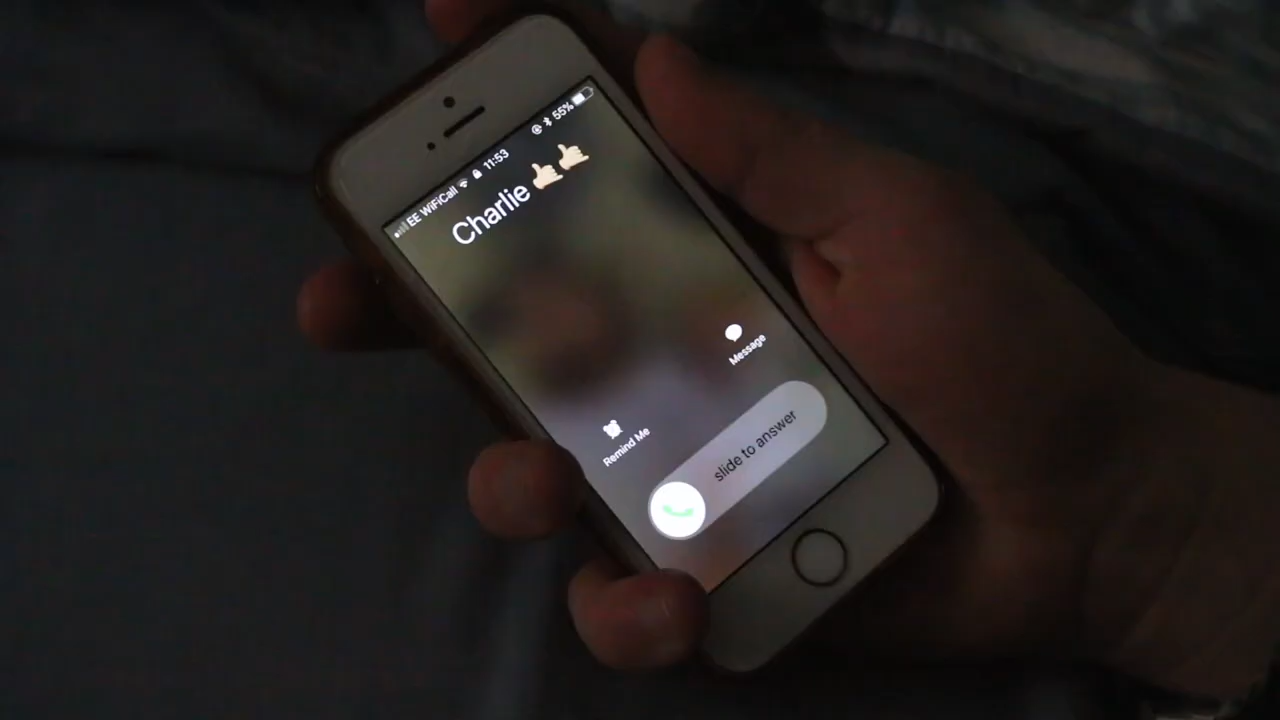 EE WiFiCall 11:53 55%
Charlie 🤙🏻🤙🏻
Message
Remind Me
slide to answer